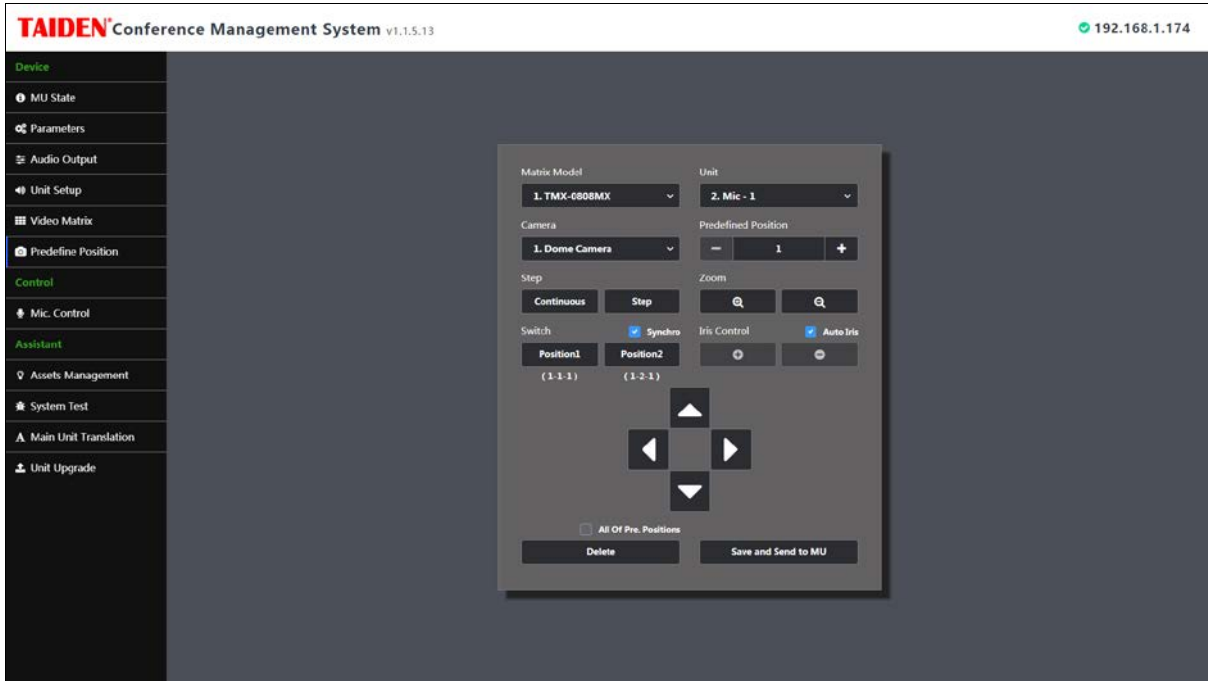 TAIDEN® Conference Management System v1.1.5.13
192.168.1.174
Device
MU State
Parameters
Audio Output
Unit Setup
Video Matrix
Predefine Position
Control
Mic. Control
Assistant
Assets Management
System Test
Main Unit Translation
Unit Upgrade
Matrix Model Unit
1. TMX-0808MX 2. Mic - 1
Camera Predefined Position
1. Dome Camera 1
Step Zoom
Continuous Step
Switch Synchro Iris Control Auto Iris
Position1 Position2
(1-1-1) (1-2-1)
All Of Pre. Positions
Delete Save and Send to MU